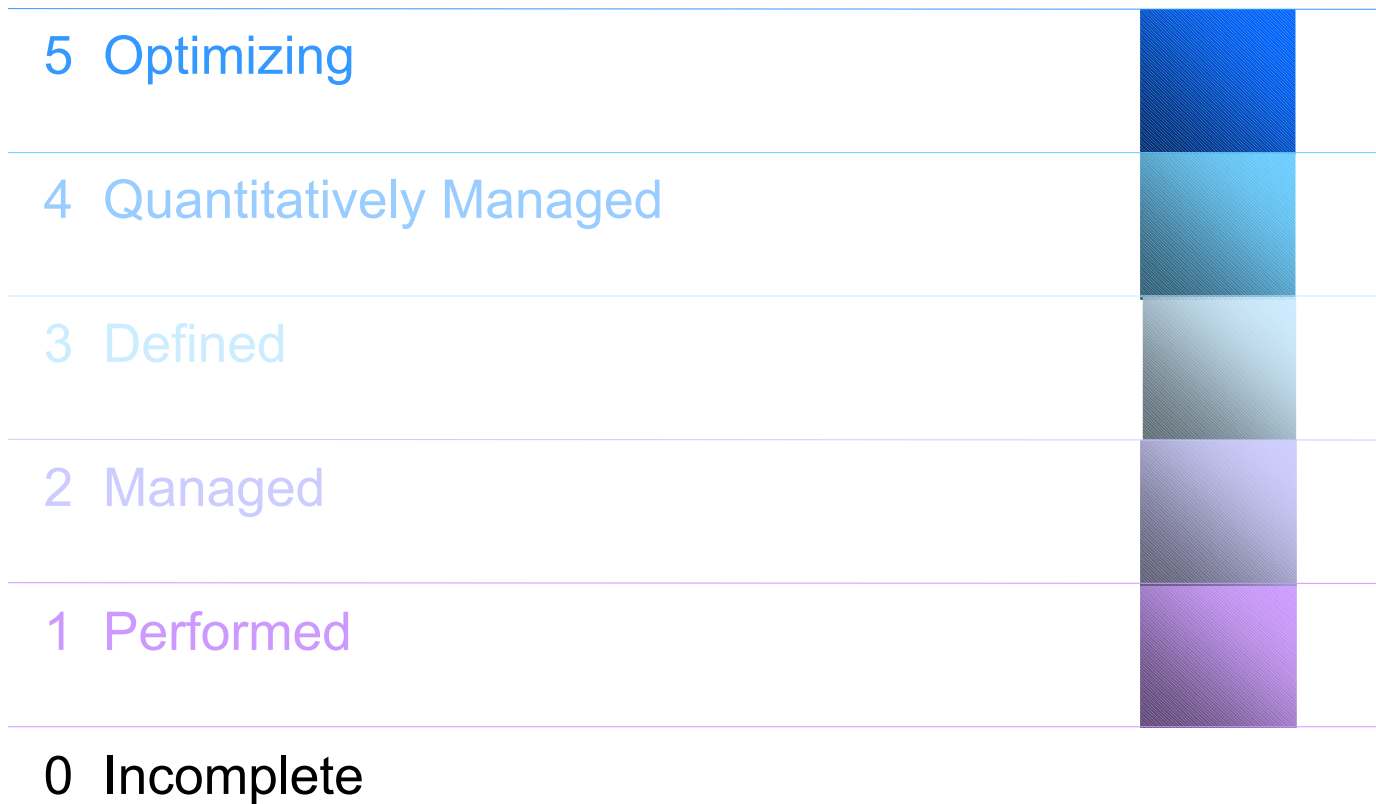 5 Optimizing
4 Quantitatively Managed
3 Defined
2 Managed
1 Performed
0 Incomplete